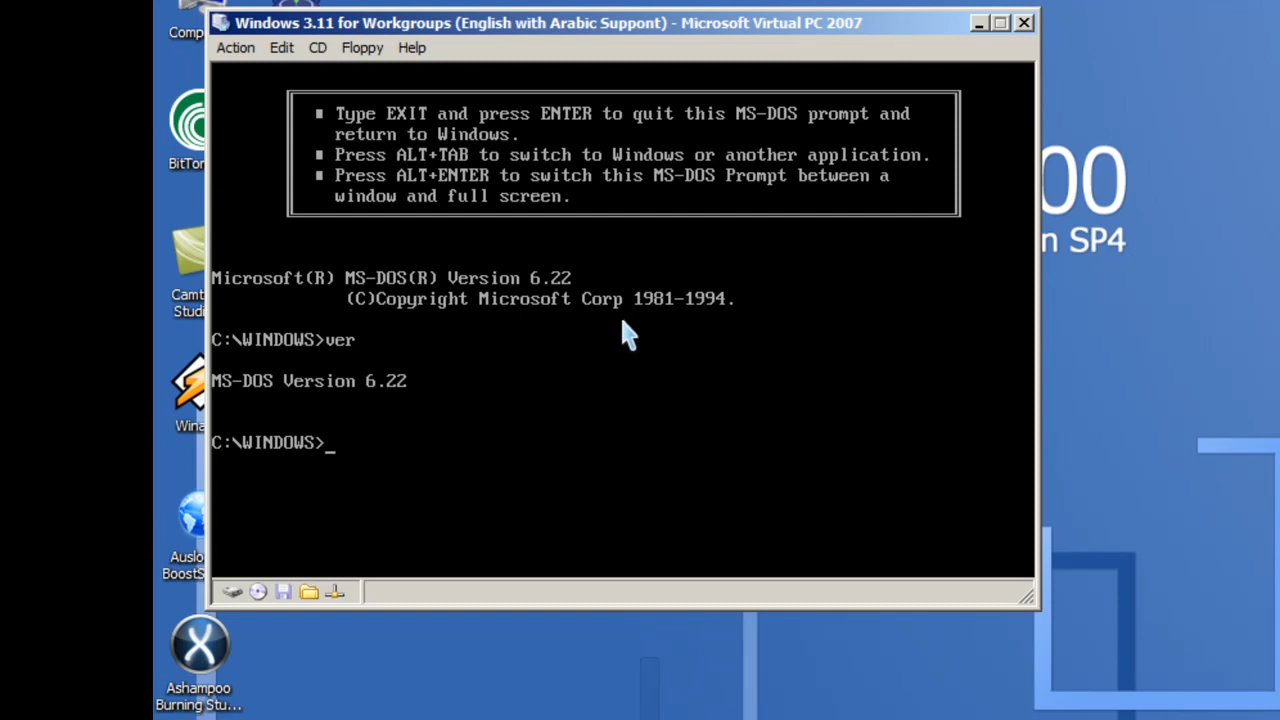 Windows 3.11 for Workgroups (English with Arabic Support) - Microsoft Virtual PC 2007
Action Edit CD Floppy Help
Type EXIT and press ENTER to quit this MS-DOS prompt and
return to Windows.
Press ALT+TAB to switch to Windows or another application.
Press ALT+ENTER to switch this MS-DOS Prompt between a
window and full screen.
Microsoft(R) MS-DOS(R) Version 6.22
(C)Copyright Microsoft Corp 1981-1994.
C:\WINDOWS>ver
MS-DOS Version 6.22
C:\WINDOWS>_
Comp
BitTor
Camt
Studi
Wina
Auslo
BoostS
Ashampoo
Burning Stu...
00
n SP4